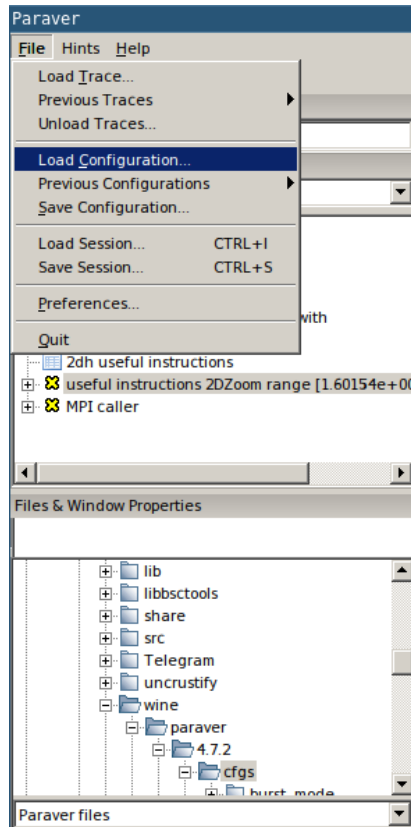 Paraver
File Hints Help
Load Trace...
Previous Traces
Unload Traces...
Load Configuration...
Previous Configurations
Save Configuration...
Load Session... CTRL+I
Save Session... CTRL+S
Preferences...
with
Quit
2dh useful instructions
useful instructions 2DZoom range [1.60154e+00
MPI caller
Files & Window Properties
lib
libbsctools
share
src
Telegram
uncrustify
wine
paraver
4.7.2
cfgs
burst_mode
Paraver files